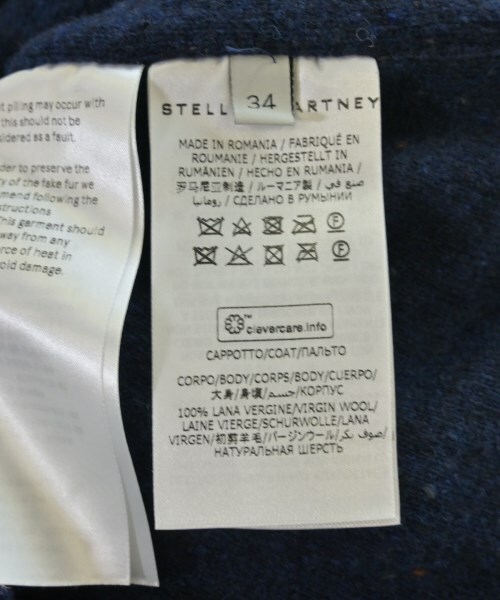 t pilling may occur with
this should not be
sidered as a fault.
der to preserve the
ty of the fake fur we
mend following the
structions
This garment should
way from any
rce of heat in
oid damage.
STELL
34
ARTNEY
MADE IN ROMANIA / FABRIQUÉ EN
ROUMANIE / HERGESTELLT IN
RUMÄNIEN / HECHO EN RUMANIA /
罗马尼亚制造 / ルーマニア製 / صنع في
رومانيا / СДЕЛАНО В РУМЫНИИ
F
F
clevercare.info
CAPPOTTO/COAT/ПАЛЬТО
CORPO/BODY/CORPS/BODY/CUERPO/
大身/身頃/جسم/КОРПУС
100% LANA VERGINE/VIRGIN WOOL/
LAINE VIERGE/SCHURWOLLE/LANA
VIRGEN/初剪羊毛/バージンウール/صوف بكر/
НАТУРАЛЬНАЯ ШЕРСТЬ